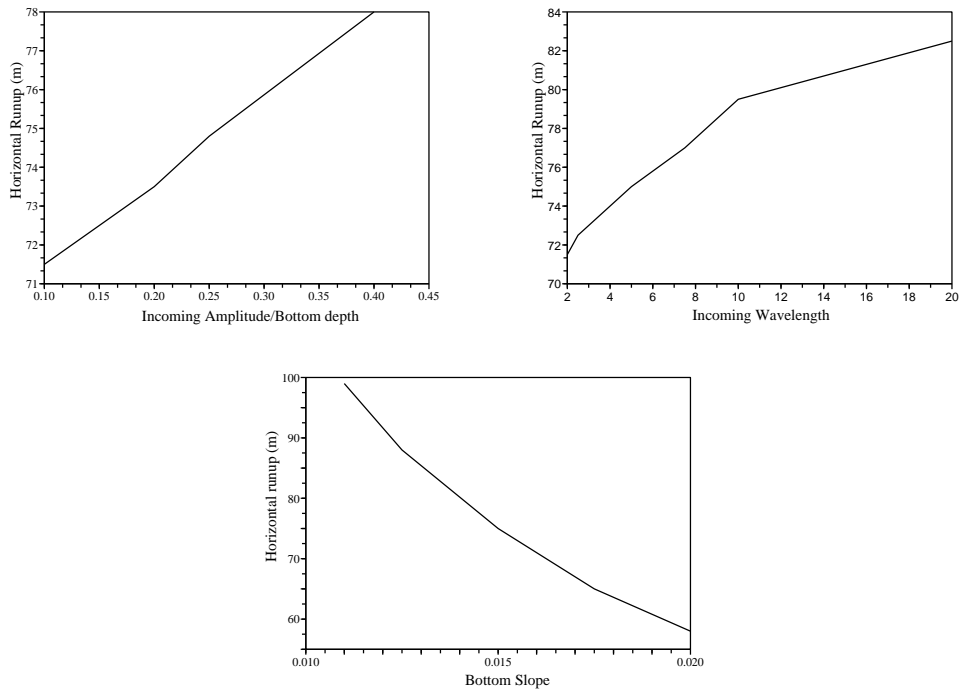 78
77
76
75
74
73
72
71
Horizontal Runup (m)
0.10 0.15 0.20 0.25 0.30 0.35 0.40 0.45
Incoming Amplitude/Bottom depth
84
82
80
78
76
74
72
70
Horizontal Runup (m)
2 4 6 8 10 12 14 16 18 20
Incoming Wavelength
100
90
80
70
60
Horizontal runup (m)
0.010 0.015 0.020
Bottom Slope